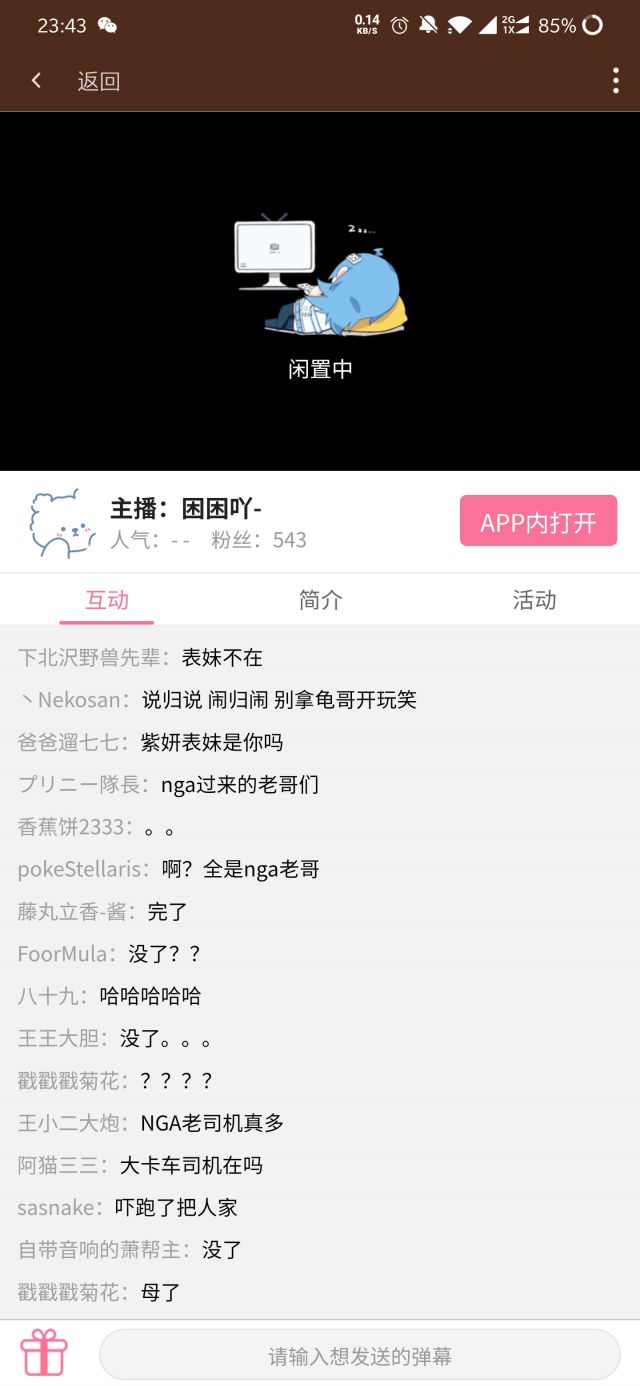 23:43
0.14
KB/S
2G
1X
85%
返回
闲置中
主播：困困吖-
人气：- -
粉丝：543
APP内打开
互动
简介
活动
下北沢野兽先辈：表妹不在
丶Nekosan：说归说 闹归闹 别拿龟哥开玩笑
爸爸遛七七：紫妍表妹是你吗
プリニー隊長：nga过来的老哥们
香蕉饼2333：。。
pokeStellaris：啊？全是nga老哥
藤丸立香-酱：完了
FoorMula：没了？？
八十九：哈哈哈哈哈
王王大胆：没了。。。
戳戳戳菊花：？？？？
王小二大炮：NGA老司机真多
阿猫三三：大卡车司机在吗
sasnake：吓跑了把人家
自带音响的萧帮主：没了
戳戳戳菊花：母了
请输入想发送的弹幕